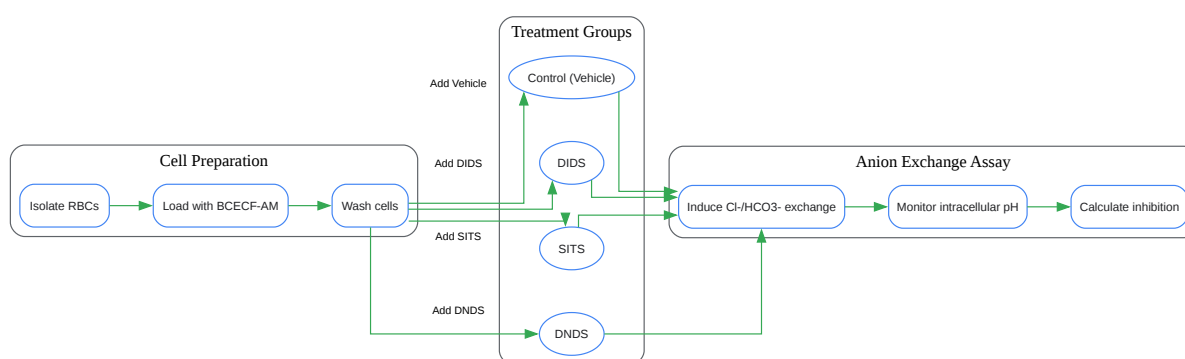 Treatment Groups
Add Vehicle
Control (Vehicle)
Cell Preparation
Add DIDS
DIDS
Anion Exchange Assay
Isolate RBCs
Load with BCECF-AM
Wash cells
Induce Cl-/HCO3- exchange
Monitor intracellular pH
Calculate inhibition
Add SITS
SITS
Add DNDS
DNDS